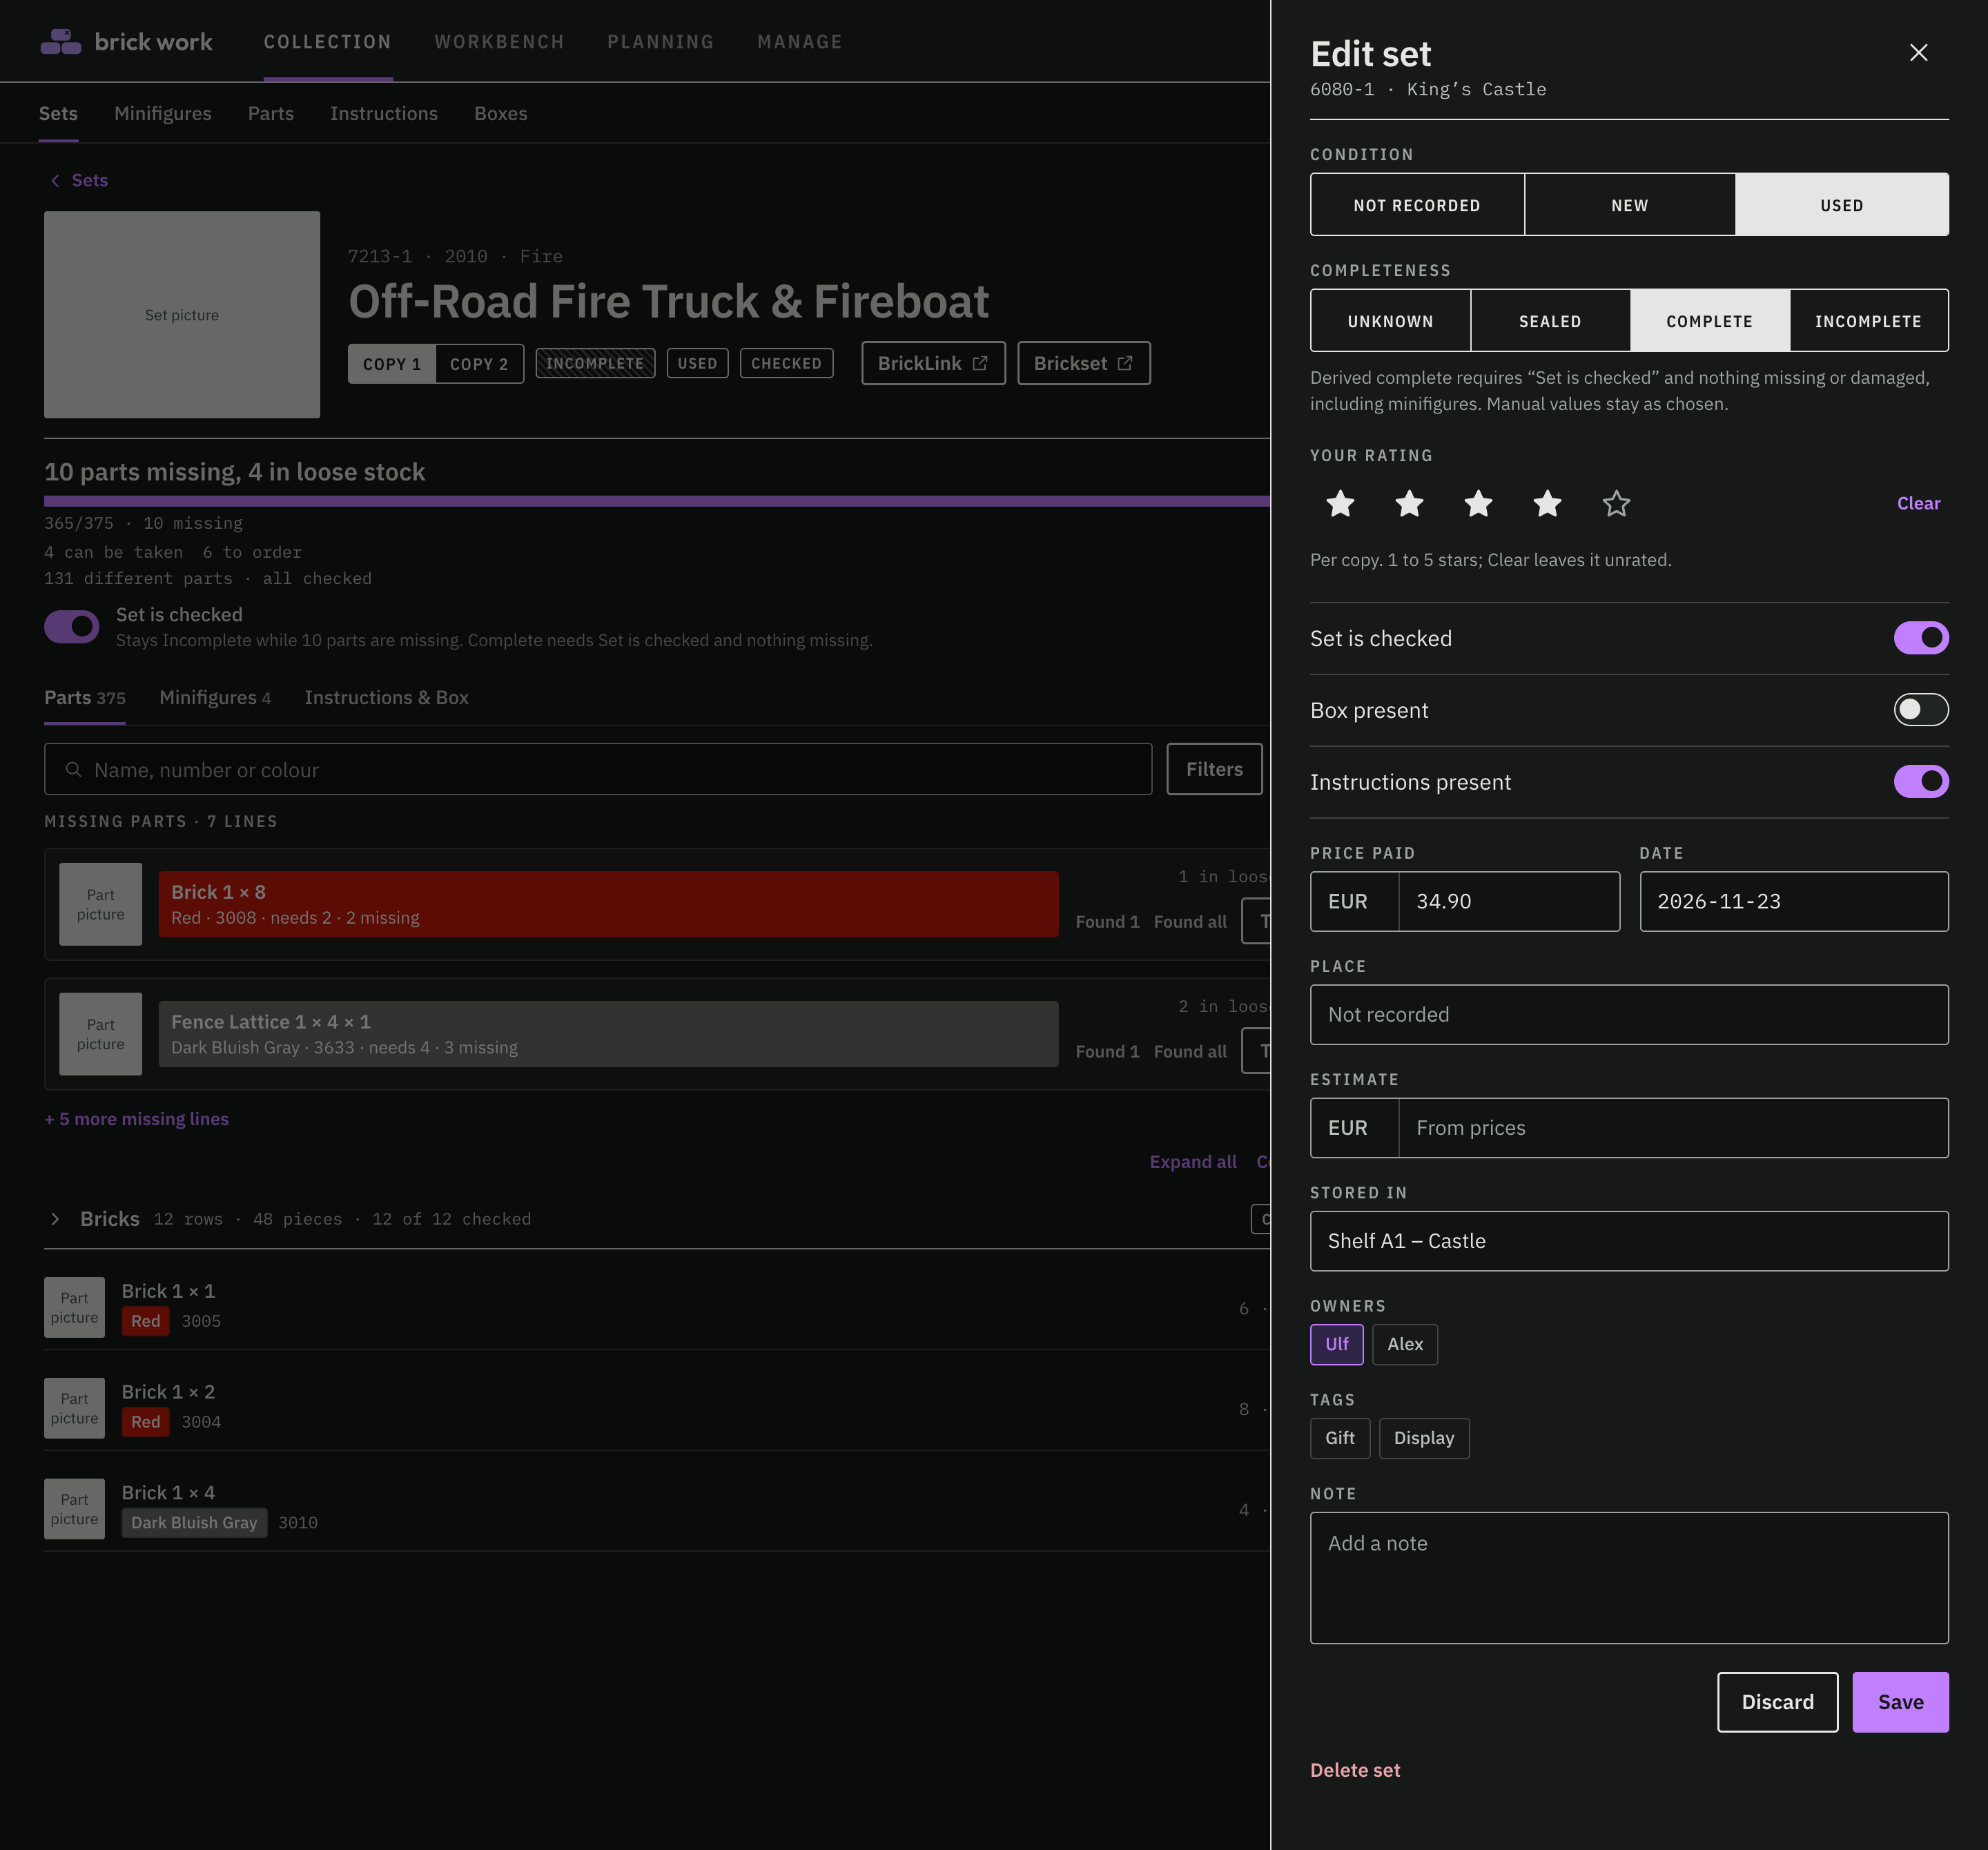 brick work
COLLECTION
WORKBENCH
PLANNING
MANAGE
Sets
Minifigures
Parts
Instructions
Boxes
Sets
Set picture
7213-1 · 2010 · Fire
Off-Road Fire Truck & Fireboat
COPY 1
COPY 2
INCOMPLETE
USED
CHECKED
BrickLink
Brickset
10 parts missing, 4 in loose stock
365/375 · 10 missing
4 can be taken 6 to order
131 different parts · all checked
Set is checked
Stays Incomplete while 10 parts are missing. Complete needs Set is checked and nothing missing.
Parts 375
Minifigures 4
Instructions & Box
Name, number or colour
Filters
MISSING PARTS · 7 LINES
Part
picture
Brick 1 × 8
Red · 3008 · needs 2 · 2 missing
1 in loos
Found 1
Found all
Part
picture
Fence Lattice 1 × 4 × 1
Dark Bluish Gray · 3633 · needs 4 · 3 missing
2 in loos
Found 1
Found all
+ 5 more missing lines
Expand all
Bricks
12 rows · 48 pieces · 12 of 12 checked
Part
picture
Brick 1 × 1
Red
3005
6 ·
Part
picture
Brick 1 × 2
Red
3004
8 ·
Part
picture
Brick 1 × 4
Dark Bluish Gray
3010
4 ·
Edit set
6080-1 · King’s Castle
CONDITION
NOT RECORDED
NEW
USED
COMPLETENESS
UNKNOWN
SEALED
COMPLETE
INCOMPLETE
Derived complete requires “Set is checked” and nothing missing or damaged,
including minifigures. Manual values stay as chosen.
YOUR RATING
Clear
Per copy. 1 to 5 stars; Clear leaves it unrated.
Set is checked
Box present
Instructions present
PRICE PAID
EUR
34.90
DATE
2026-11-23
PLACE
Not recorded
ESTIMATE
EUR
From prices
STORED IN
Shelf A1 – Castle
OWNERS
Ulf
Alex
TAGS
Gift
Display
NOTE
Add a note
Discard
Save
Delete set